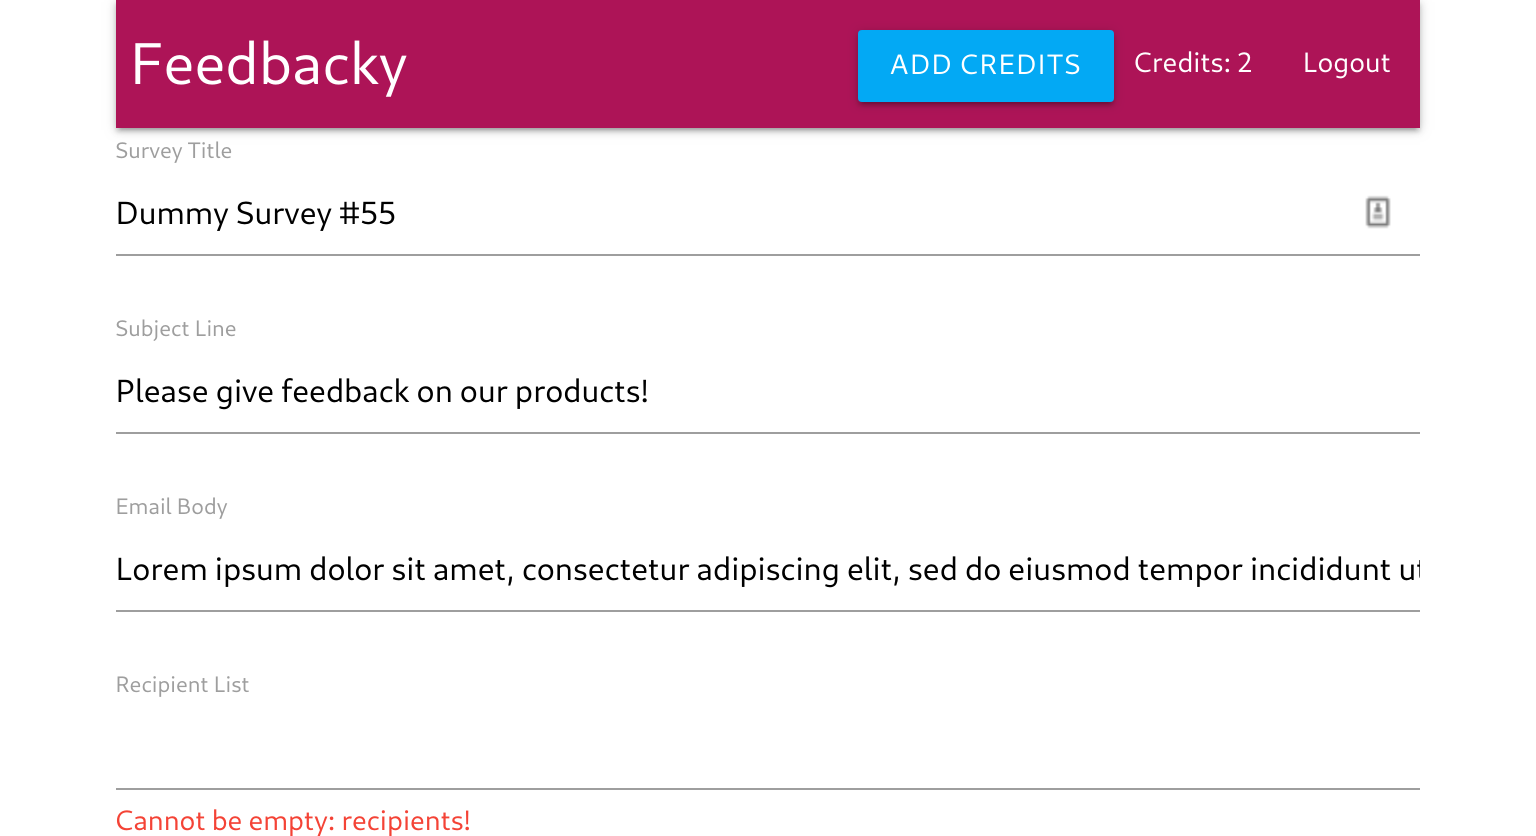 Feedbacky
ADD CREDITS
Credits: 2
Logout
Survey Title
Dummy Survey #55
Subject Line
Please give feedback on our products!
Email Body
Lorem ipsum dolor sit amet, consectetur adipiscing elit, sed do eiusmod tempor incididunt ut
Recipient List
Cannot be empty: recipients!